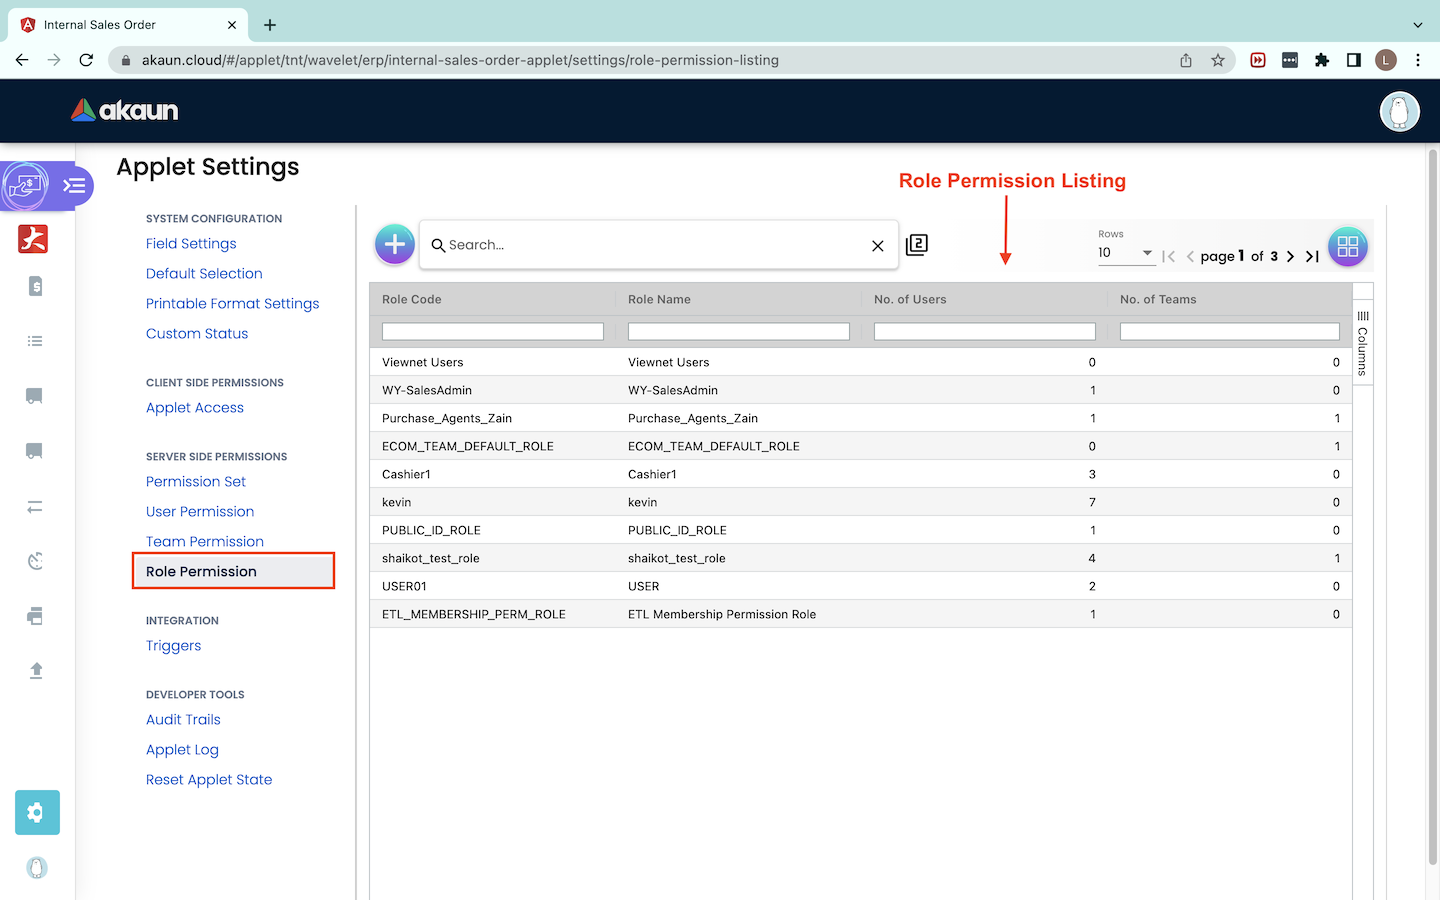 Internal Sales Order
akaun.cloud/#/applet/tnt/wavelet/erp/internal-sales-order-applet/settings/role-permission-listing
L
akaun
Applet Settings
Role Permission Listing
SYSTEM CONFIGURATION
Field Settings
Default Selection
Printable Format Settings
Custom Status
CLIENT SIDE PERMISSIONS
Applet Access
SERVER SIDE PERMISSIONS
Permission Set
User Permission
Team Permission
Role Permission
INTEGRATION
Triggers
DEVELOPER TOOLS
Audit Trails
Applet Log
Reset Applet State
Search...
2
Rows
10
page 1 of 3
Role Code Role Name No. of Users No. of Teams
Viewnet Users Viewnet Users 0 0
WY-SalesAdmin WY-SalesAdmin 1 0
Purchase_Agents_Zain Purchase_Agents_Zain 1 1
ECOM_TEAM_DEFAULT_ROLE ECOM_TEAM_DEFAULT_ROLE 0 1
Cashier1 Cashier1 3 0
kevin kevin 7 0
PUBLIC_ID_ROLE PUBLIC_ID_ROLE 1 0
shaikot_test_role shaikot_test_role 4 1
USER01 USER 2 0
ETL_MEMBERSHIP_PERM_ROLE ETL Membership Permission Role 1 0
Columns